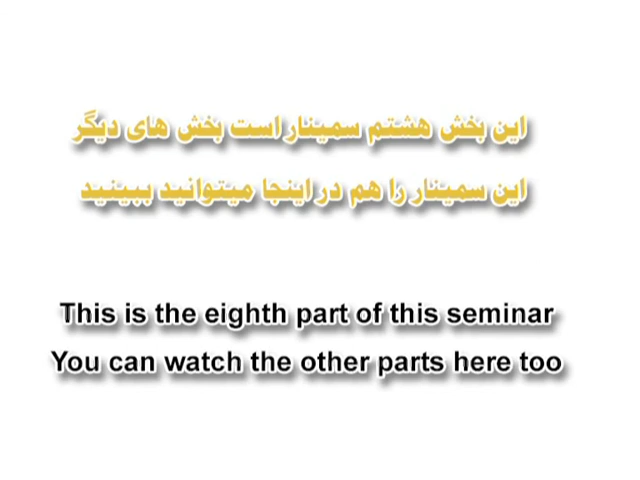 این بخش هشتم سمینار است بخش های دیگر
این سمینار را هم در اینجا میتوانید ببینید
This is the eighth part of this seminar
You can watch the other parts here too